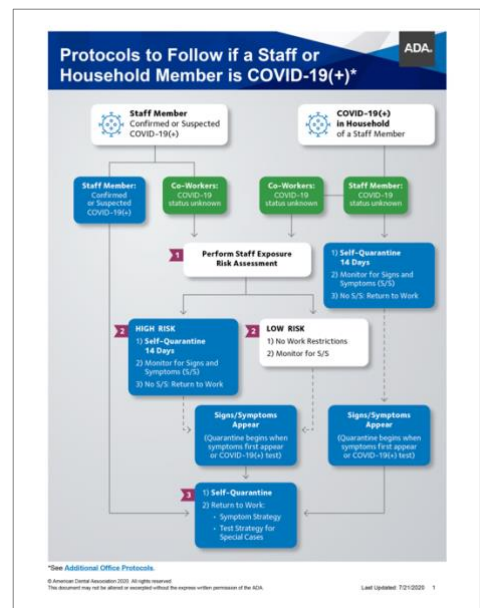 ADA.
Protocols to Follow if a Staff or
Household Member is COVID-19(+)*
Staff Member
Confirmed or Suspected
COVID-19(+)
COVID-19(+)
in Household
of a Staff Member
Staff Member:
Confirmed
or Suspected
COVID-19(+)
Co-Workers:
COVID-19
status unknown
Co-Workers:
COVID-19
status unknown
Staff Member:
COVID-19
status unknown
1
Perform Staff Exposure
Risk Assessment
1) Self-Quarantine
14 Days
2) Monitor for Signs and
Symptoms (S/S)
3) No S/S: Return to Work
2
HIGH RISK
1) Self-Quarantine
14 Days
2) Monitor for Signs and
Symptoms (S/S)
3) No S/S: Return to Work
2
LOW RISK
1) No Work Restrictions
2) Monitor for S/S
Signs/Symptoms
Appear
(Quarantine begins when
symptoms first appear
or COVID-19(+) test)
Signs/Symptoms
Appear
(Quarantine begins when
symptoms first appear
or COVID-19(+) test)
3
1) Self-Quarantine
2) Return to Work:
• Symptom Strategy
• Test Strategy for
Special Cases
*See Additional Office Protocols.
© American Dental Association 2020. All rights reserved.
This document may not be altered or excerpted without the express written permission of the ADA.
Last Updated: 7/21/2020 1